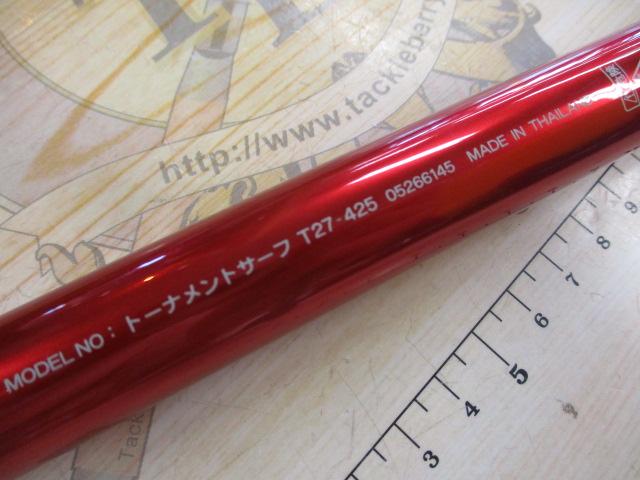 http://www.tackleberry
MODEL NO : トーナメントサーフ T27-425 05266145 MADE IN THAILAND
3 4 5 6 7 8 9